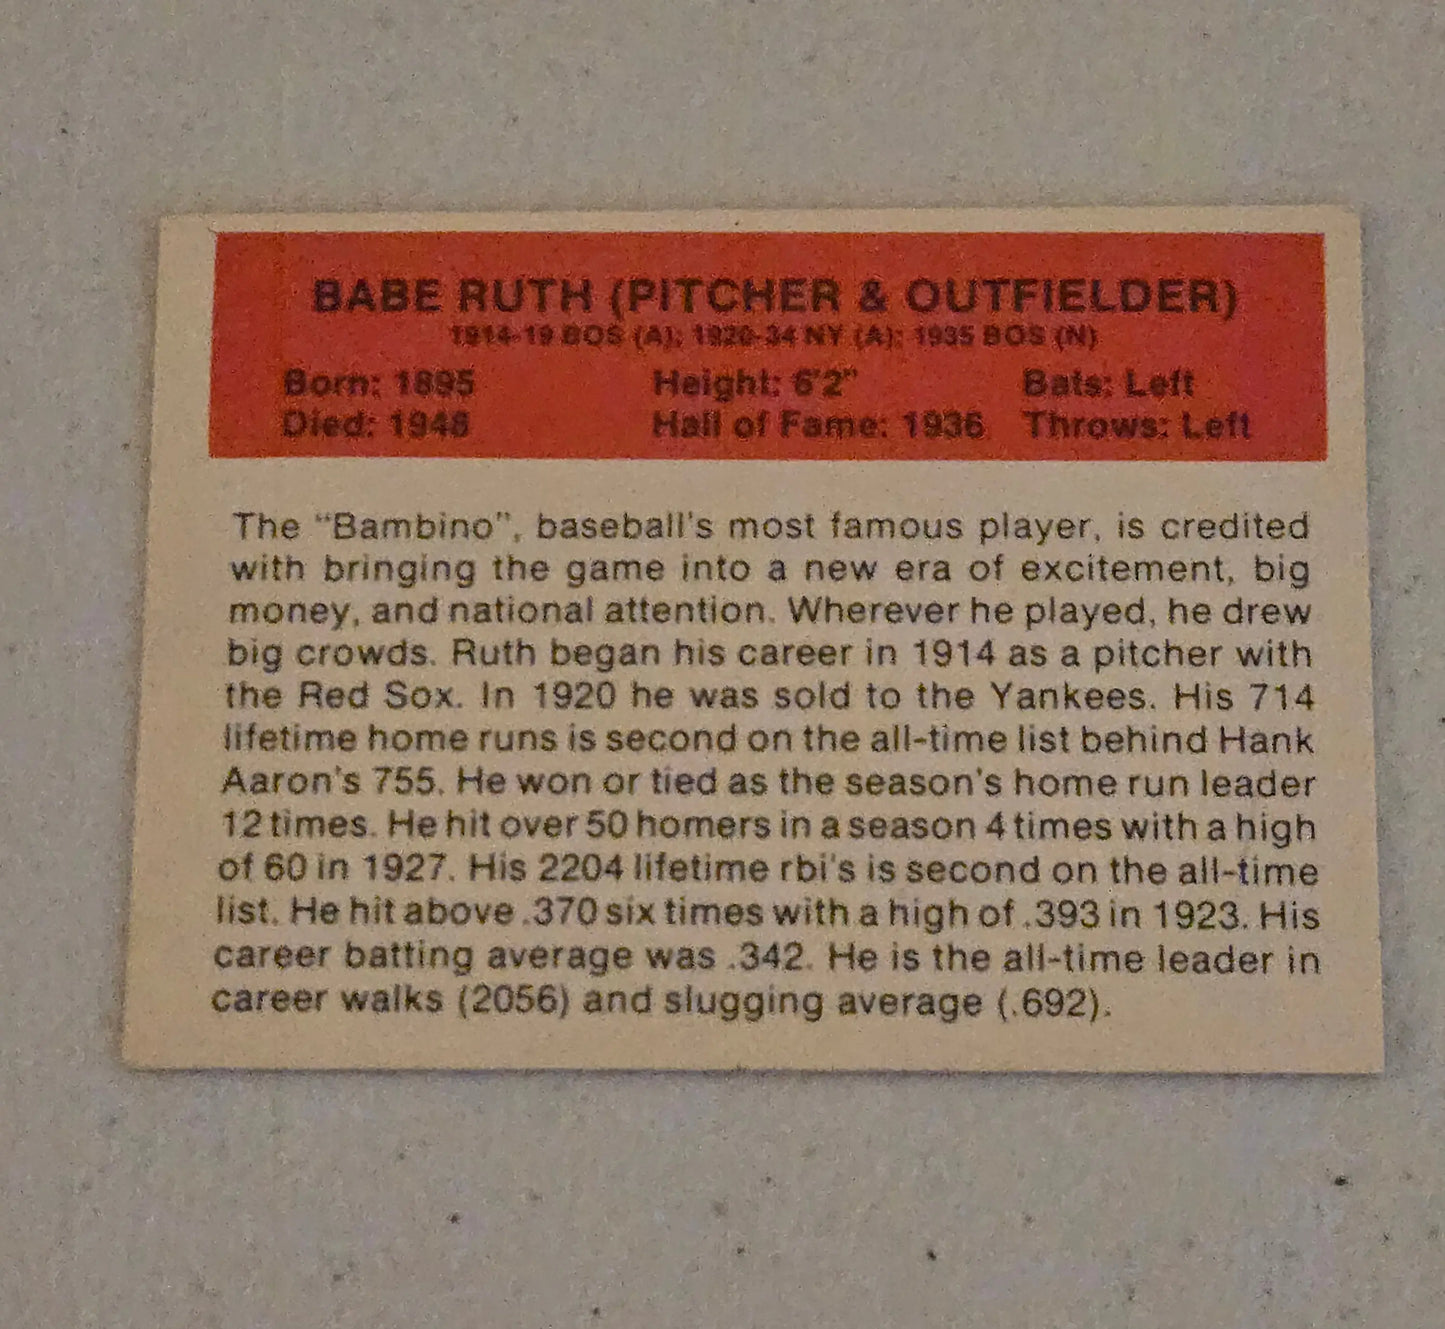 BABE RUTH (PITCHER & OUTFIELDER)
1914-19 BOS (A); 1920-34 NY (A); 1935 BOS (N)
Born: 1895 Height: 6'2" Bats: Left
Died: 1948 Hall of Fame: 1936 Throws: Left
The "Bambino", baseball's most famous player, is credited
with bringing the game into a new era of excitement, big
money, and national attention. Wherever he played, he drew
big crowds. Ruth began his career in 1914 as a pitcher with
the Red Sox. In 1920 he was sold to the Yankees. His 714
lifetime home runs is second on the all-time list behind Hank
Aaron's 755. He won or tied as the season's home run leader
12 times. He hit over 50 homers in a season 4 times with a high
of 60 in 1927. His 2204 lifetime rbi's is second on the all-time
list. He hit above .370 six times with a high of .393 in 1923. His
career batting average was .342. He is the all-time leader in
career walks (2056) and slugging average (.692).